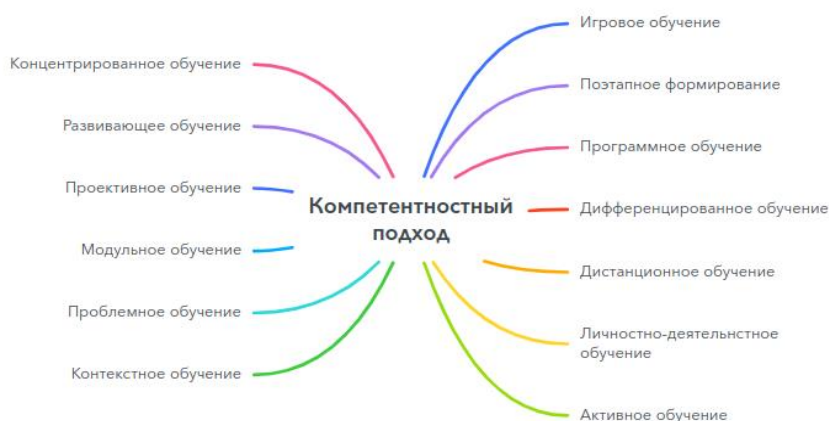 Концентрированное обучение
Развивающее обучение
Проективное обучение
Модульное обучение
Проблемное обучение
Контекстное обучение
Компетентностный
подход
Игровое обучение
Поэтапное формирование
Программное обучение
Дифференцированное обучение
Дистанционное обучение
Личностно-деятельнстное
обучение
Активное обучение